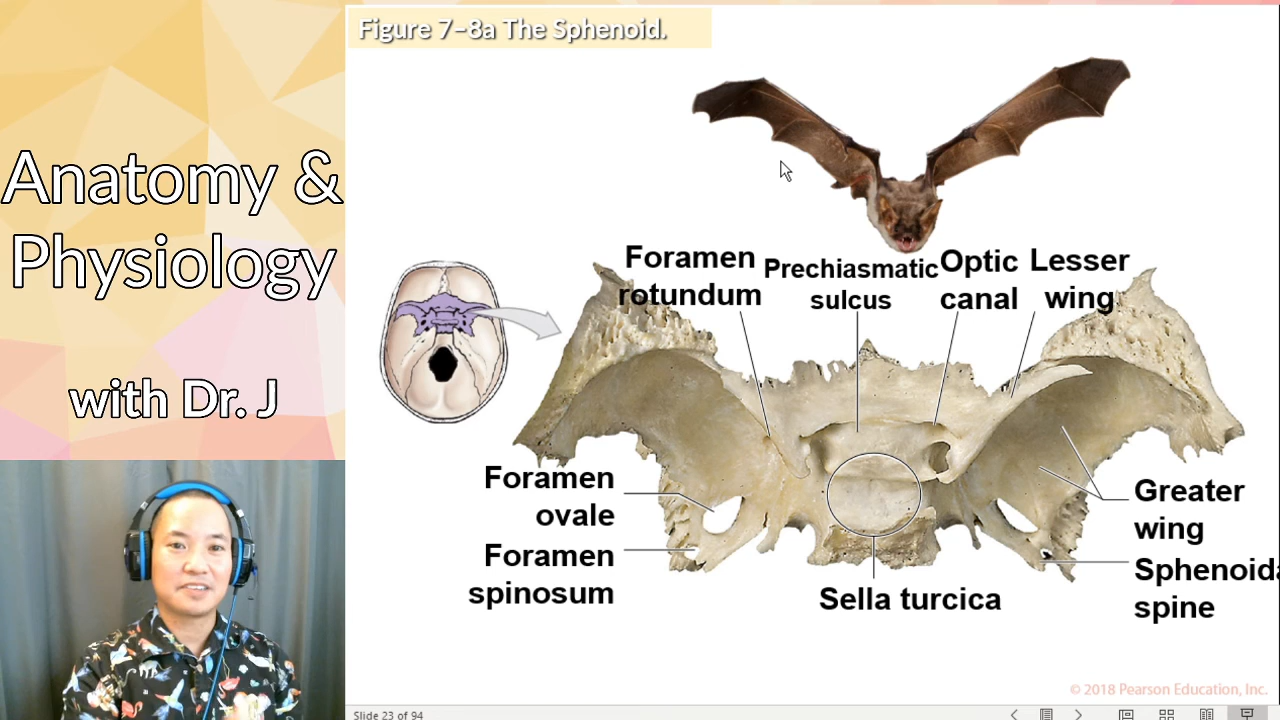 Anatomy &
Physiology
with Dr. J
Figure 7–8a The Sphenoid.
Foramen
rotundum
Prechiasmatic
sulcus
Optic
canal
Lesser
wing
Foramen
ovale
Foramen
spinosum
Sella turcica
Greater
wing
Sphenoida
spine
© 2018 Pearson Education, Inc.
Slide 23 of 94